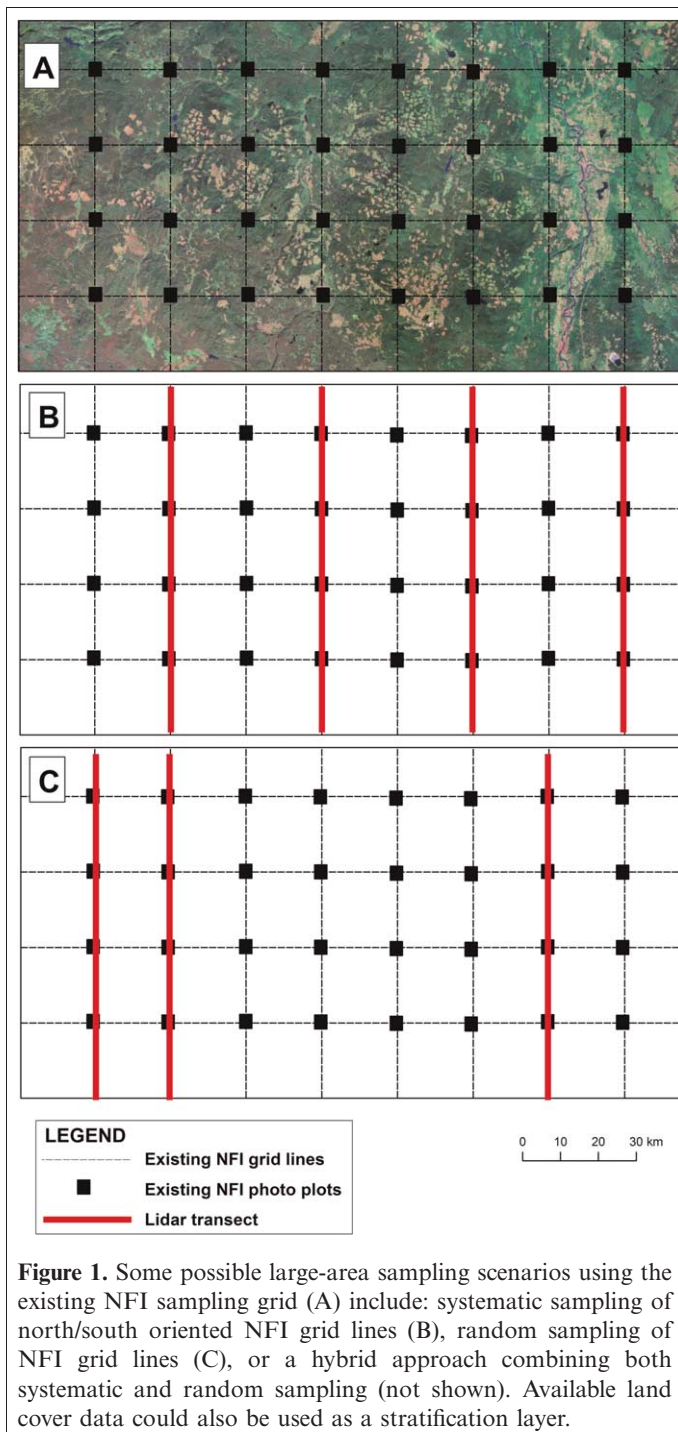 A
B
C
LEGEND
Existing NFI grid lines
Existing NFI photo plots
Lidar transect
0 10 20 30 km
Figure 1. Some possible large-area sampling scenarios using the
existing NFI sampling grid (A) include: systematic sampling of
north/south oriented NFI grid lines (B), random sampling of
NFI grid lines (C), or a hybrid approach combining both
systematic and random sampling (not shown). Available land
cover data could also be used as a stratification layer.